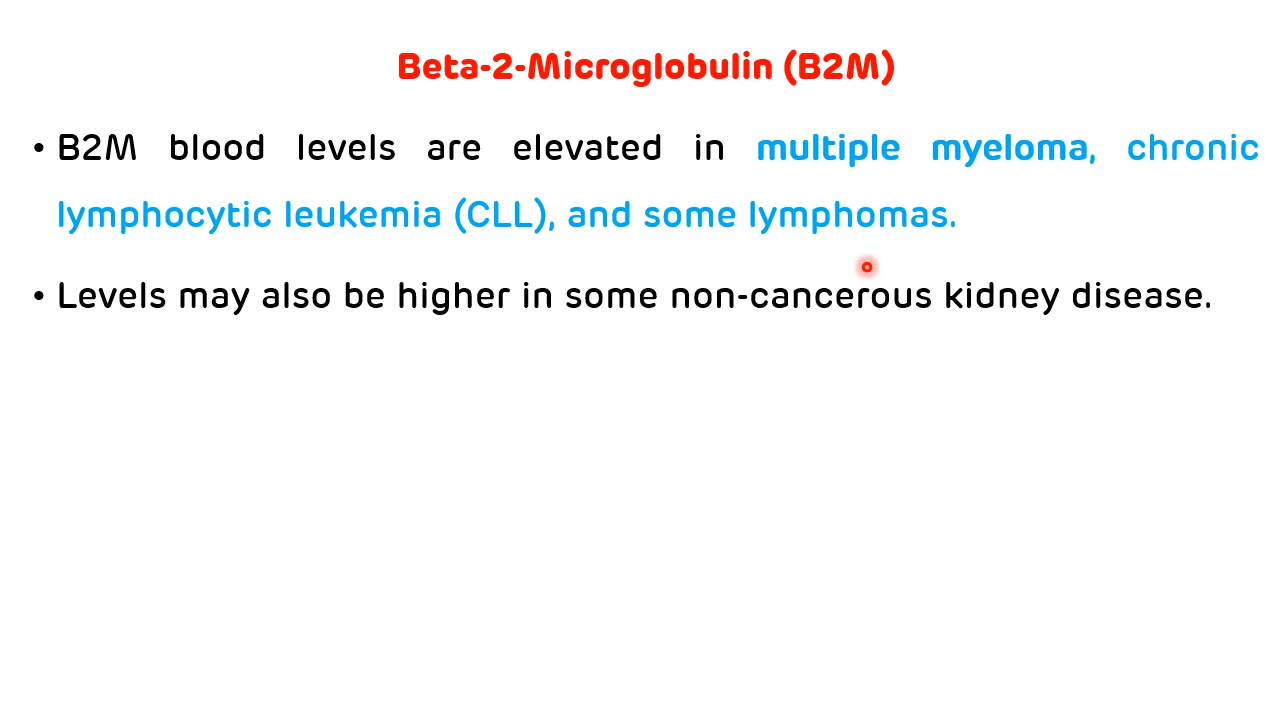 Beta-2-Microglobulin (B2M)
• B2M blood levels are elevated in multiple myeloma, chronic
lymphocytic leukemia (CLL), and some lymphomas.
• Levels may also be higher in some non-cancerous kidney disease.